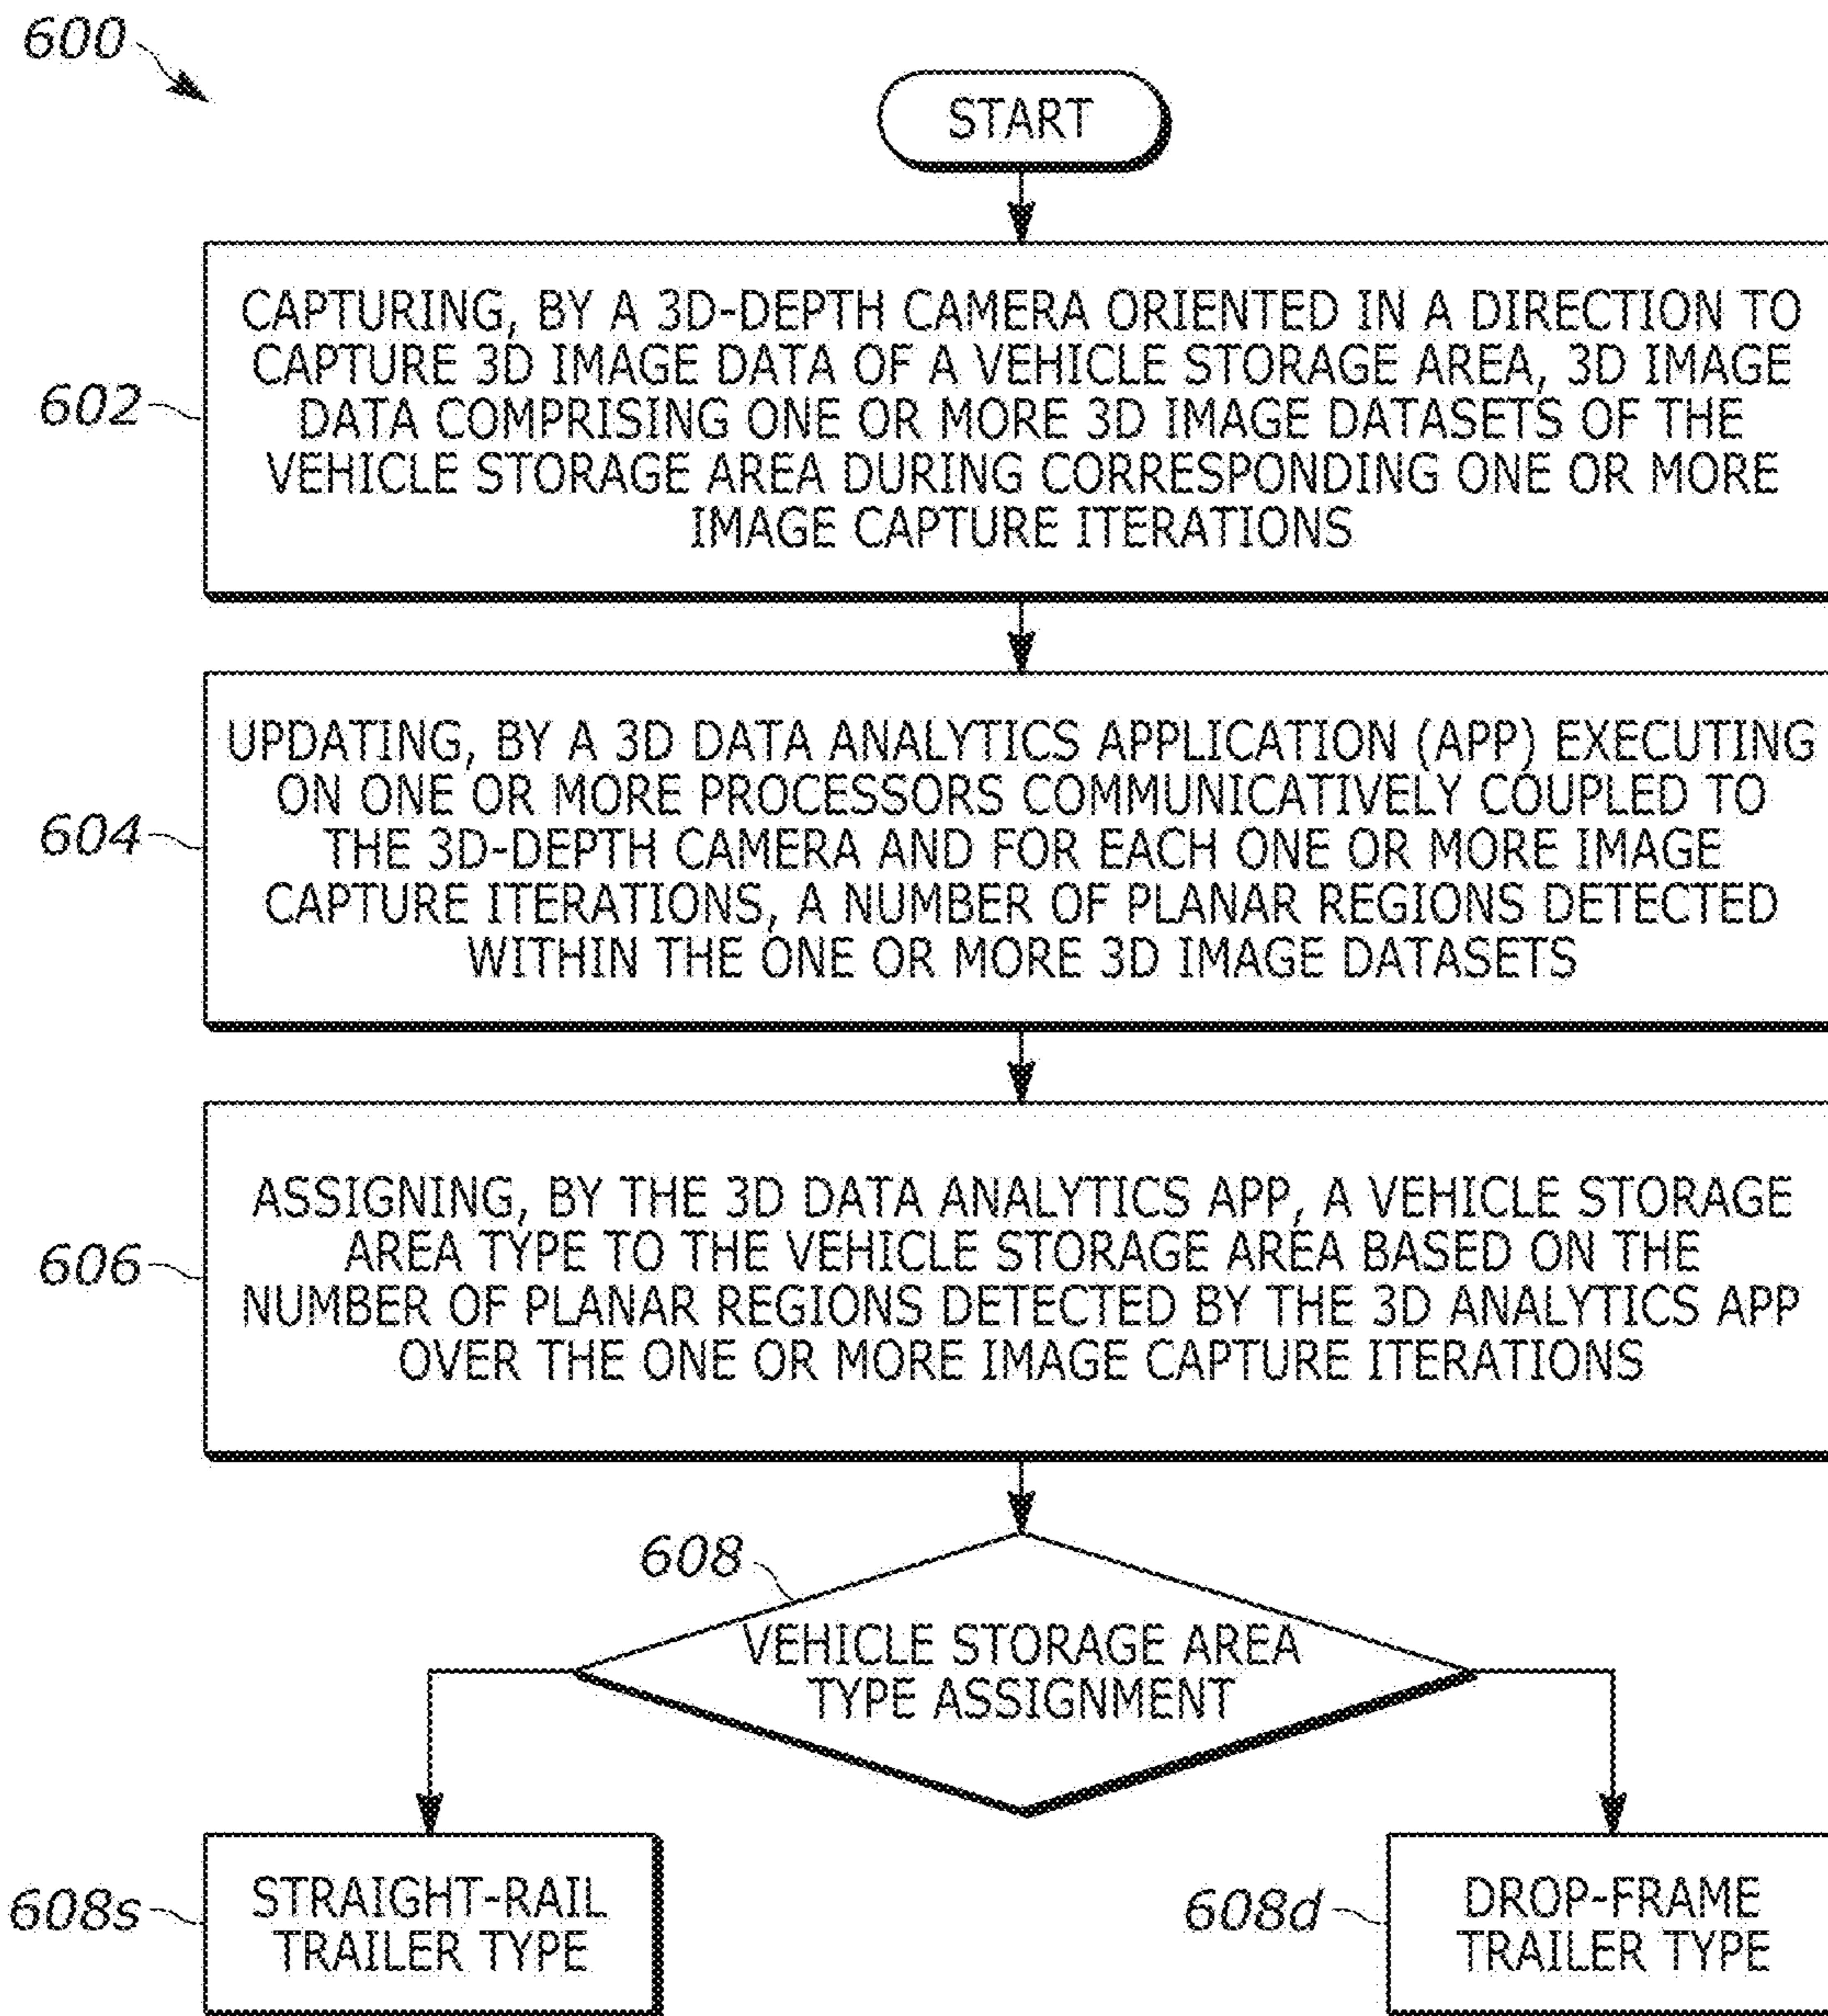 600
START
602
CAPTURING, BY A 3D-DEPTH CAMERA ORIENTED IN A DIRECTION TO
CAPTURE 3D IMAGE DATA OF A VEHICLE STORAGE AREA, 3D IMAGE
DATA COMPRISING ONE OR MORE 3D IMAGE DATASETS OF THE
VEHICLE STORAGE AREA DURING CORRESPONDING ONE OR MORE
IMAGE CAPTURE ITERATIONS
604
UPDATING, BY A 3D DATA ANALYTICS APPLICATION (APP) EXECUTING
ON ONE OR MORE PROCESSORS COMMUNICATIVELY COUPLED TO
THE 3D-DEPTH CAMERA AND FOR EACH ONE OR MORE IMAGE
CAPTURE ITERATIONS, A NUMBER OF PLANAR REGIONS DETECTED
WITHIN THE ONE OR MORE 3D IMAGE DATASETS
606
ASSIGNING, BY THE 3D DATA ANALYTICS APP, A VEHICLE STORAGE
AREA TYPE TO THE VEHICLE STORAGE AREA BASED ON THE
NUMBER OF PLANAR REGIONS DETECTED BY THE 3D ANALYTICS APP
OVER THE ONE OR MORE IMAGE CAPTURE ITERATIONS
608
VEHICLE STORAGE AREA
TYPE ASSIGNMENT
608s
STRAIGHT-RAIL
TRAILER TYPE
608d
DROP-FRAME
TRAILER TYPE